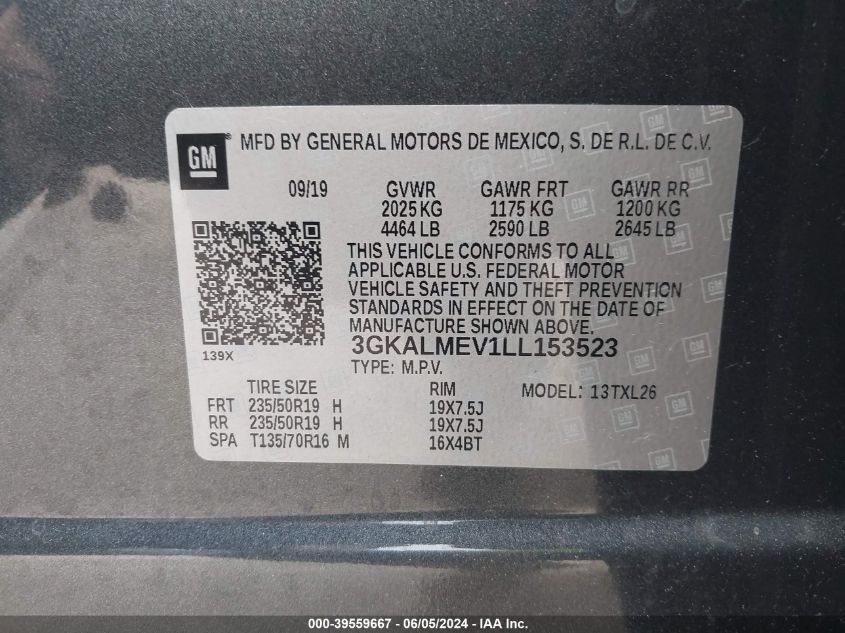 GM ® MFD BY GENERAL MOTORS DE MEXICO, S. DE R.L. DE C.V.
09/19 GVWR GAWR FRT GAWR RR
2025 KG 1175 KG 1200 KG
4464 LB 2590 LB 2645 LB
THIS VEHICLE CONFORMS TO ALL
APPLICABLE U.S. FEDERAL MOTOR
VEHICLE SAFETY AND THEFT PREVENTION
STANDARDS IN EFFECT ON THE DATE OF
MANUFACTURE SHOWN ABOVE.
139X 3GKALMEV1LL153523
TYPE: M.P.V.
TIRE SIZE RIM MODEL: 13TXL26
FRT 235/50R19 H 19X7.5J
RR 235/50R19 H 19X7.5J
SPA T135/70R16 M 16X4BT
000-39559667 - 06/05/2024 - IAA Inc.